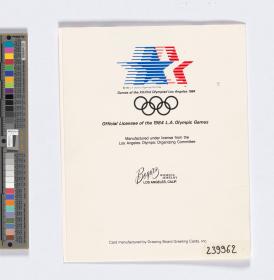 Games of the XXIIIrd Olympiad Los Angeles 1984
Official Licensee of the 1984 L.A. Olympic Games
Manufactured under license from the
Los Angeles Olympic Organizing Committee
LOS ANGELES, CALIF.
Card manufactured by Drawing Board Greeting Cards, Inc.
239962